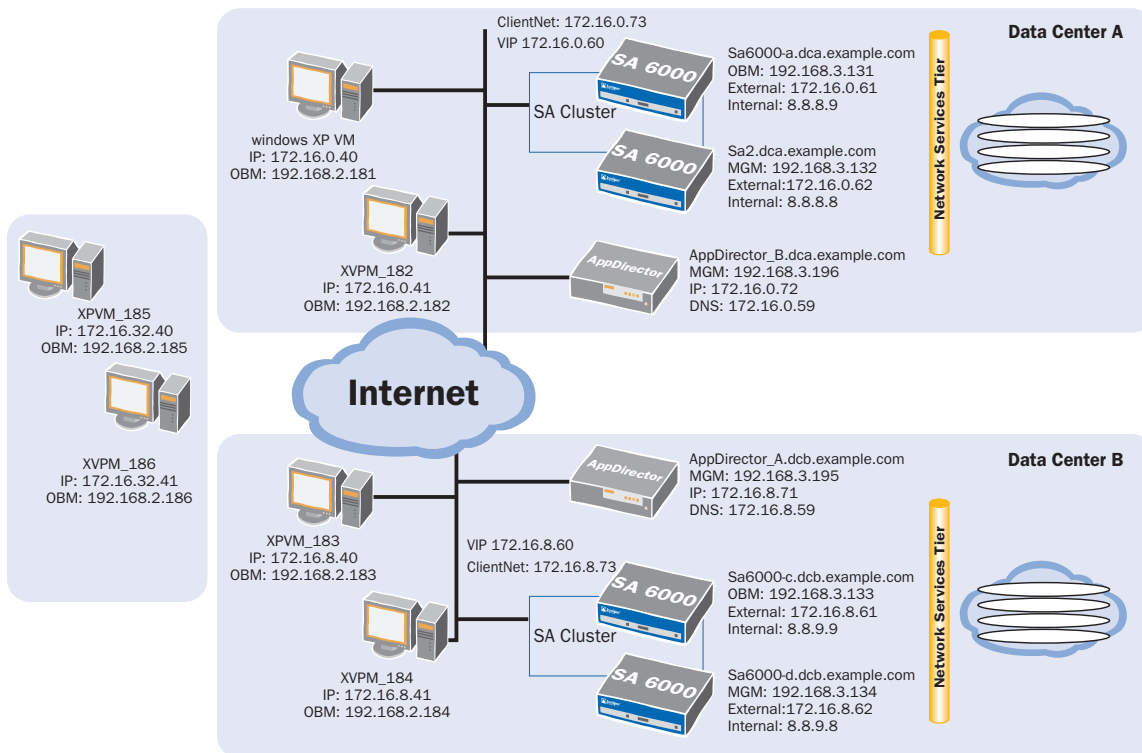 ClientNet: 172.16.0.73
VIP 172.16.0.60
Data Center A
windows XP VM
IP: 172.16.0.40
OBM: 192.168.2.181
SA 6000
Sa6000-a.dca.example.com
OBM: 192.168.3.131
External: 172.16.0.61
Internal: 8.8.8.9
SA Cluster
SA 6000
Sa2.dca.example.com
MGM: 192.168.3.132
External:172.16.0.62
Internal: 8.8.8.8
Network Services Tier
XVPM_182
IP: 172.16.0.41
OBM: 192.168.2.182
AppDirector
AppDirector_B.dca.example.com
MGM: 192.168.3.196
IP: 172.16.0.72
DNS: 172.16.0.59
XPVM_185
IP: 172.16.32.40
OBM: 192.168.2.185
XVPM_186
IP: 172.16.32.41
OBM: 192.168.2.186
Internet
Data Center B
AppDirector
AppDirector_A.dcb.example.com
MGM: 192.168.3.195
IP: 172.16.8.71
DNS: 172.16.8.59
XPVM_183
IP: 172.16.8.40
OBM: 192.168.2.183
VIP 172.16.8.60
ClientNet: 172.16.8.73
SA 6000
Sa6000-c.dcb.example.com
OBM: 192.168.3.133
External: 172.16.8.61
Internal: 8.8.9.9
SA Cluster
SA 6000
Sa6000-d.dcb.example.com
MGM: 192.168.3.134
External:172.16.8.62
Internal: 8.8.9.8
Network Services Tier
XVPM_184
IP: 172.16.8.41
OBM: 192.168.2.184